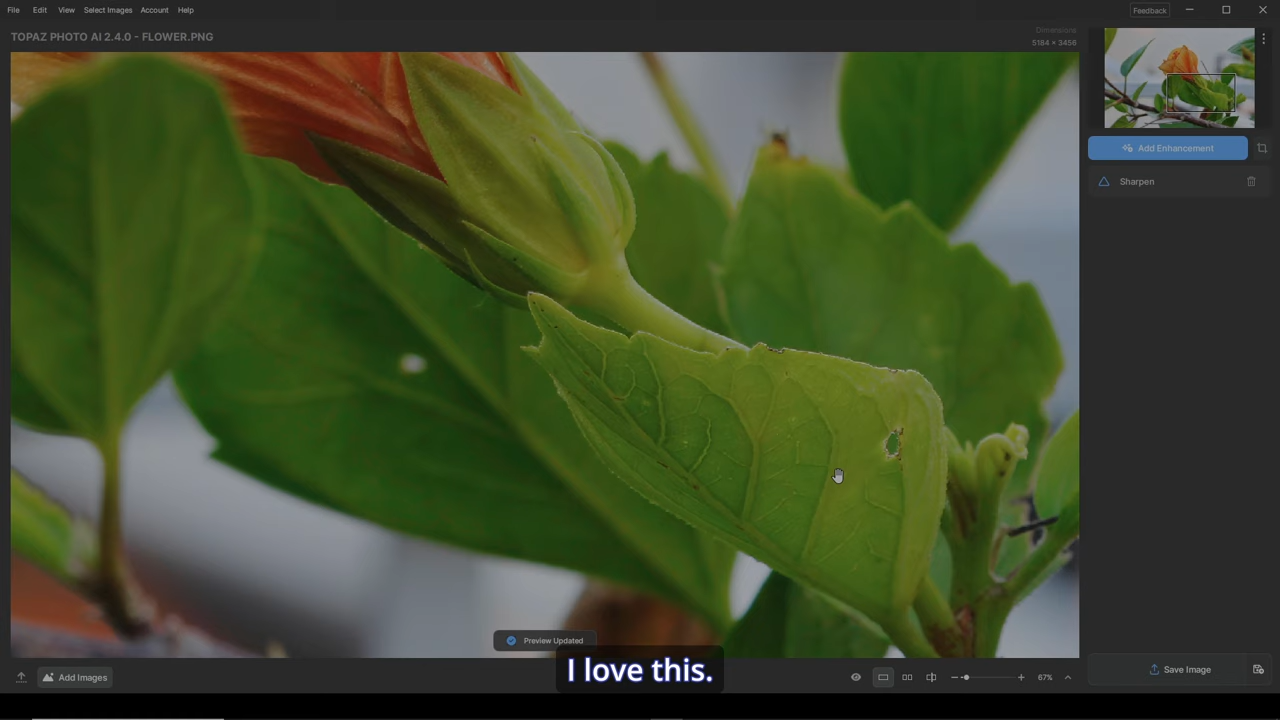 File Edit View Select Images Account Help
Feedback
TOPAZ PHOTO AI 2.4.0 - FLOWER.PNG
Dimensions
5184 × 3456
Add Enhancement
Sharpen
Preview Updated
I love this.
Add Images
67%
Save Image